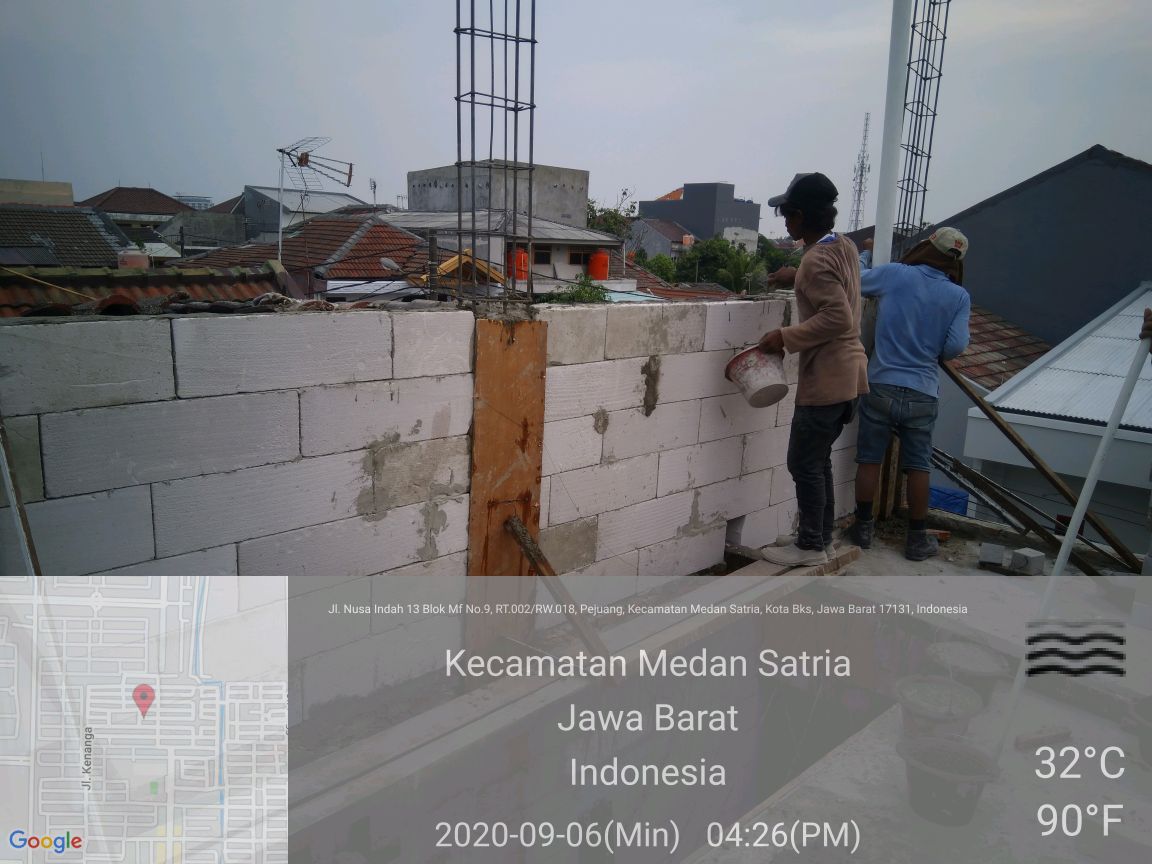 Jl. Nusa Indah 13 Blok Mf No.9, RT.002/RW.018, Pejuang, Kecamatan Medan Satria, Kota Bks, Jawa Barat 17131, Indonesia
Kecamatan Medan Satria
Jawa Barat
Indonesia
2020-09-06(Min) 04:26(PM)
32°C
90°F
Jl. Kenanga
Google